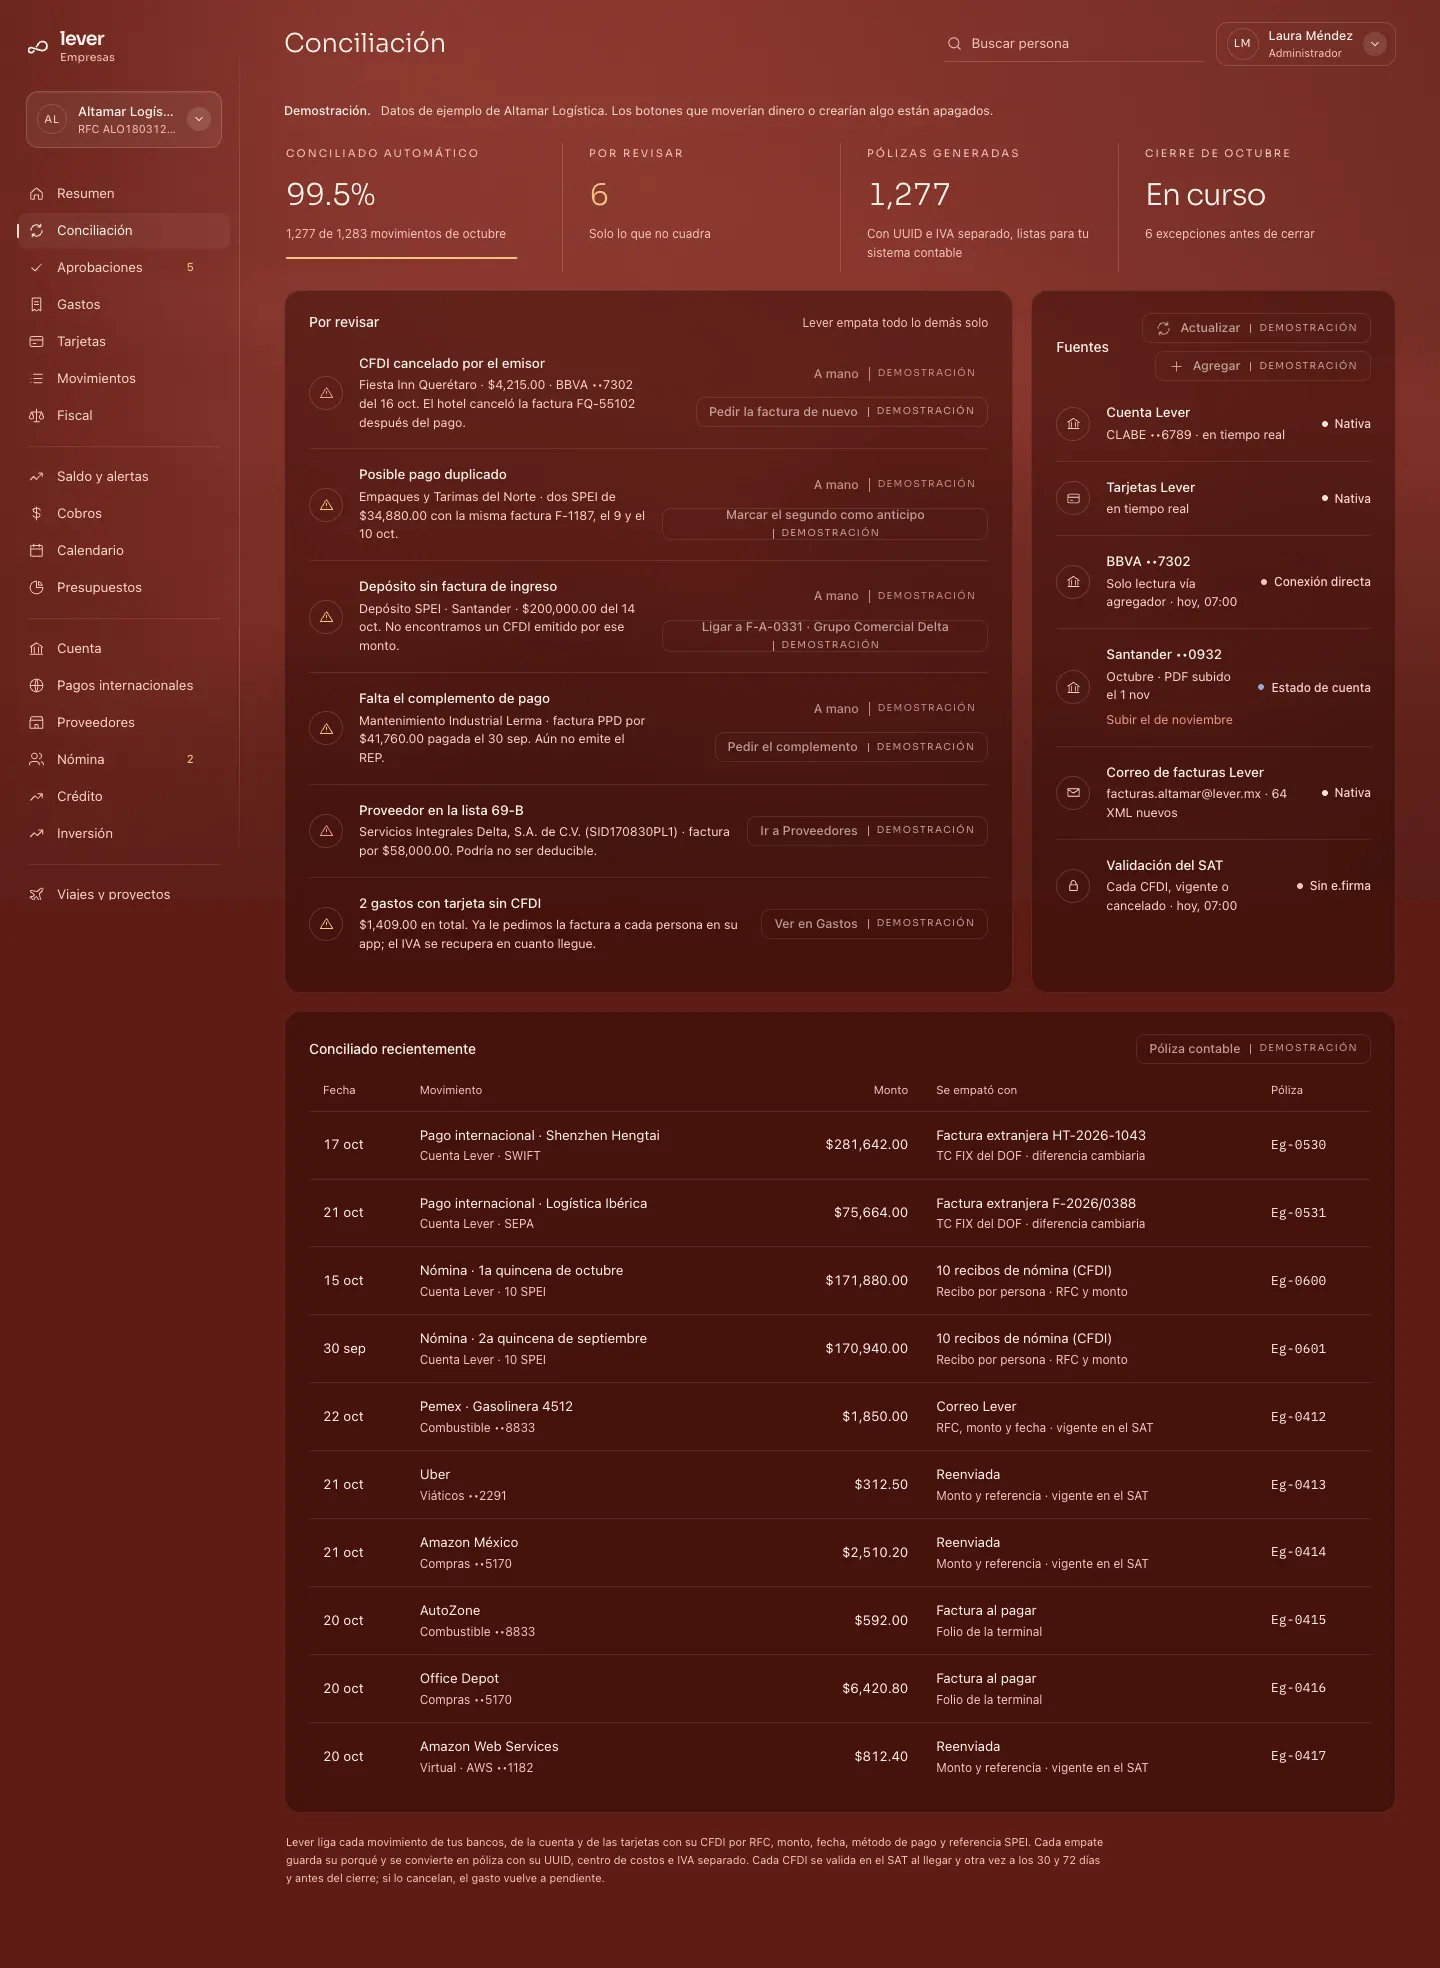 lever
Empresas
AL
Altamar Logís...
RFC ALO180312...
Resumen
Conciliación
Aprobaciones 5
Gastos
Tarjetas
Movimientos
Fiscal
Saldo y alertas
Cobros
Calendario
Presupuestos
Cuenta
Pagos internacionales
Proveedores
Nómina 2
Crédito
Inversión
Viajes y proyectos
Conciliación
Buscar persona
LM
Laura Méndez
Administrador
Demostración. Datos de ejemplo de Altamar Logística. Los botones que moverían dinero o crearían algo están apagados.
CONCILIADO AUTOMÁTICO
99.5%
1,277 de 1,283 movimientos de octubre
POR REVISAR
6
Solo lo que no cuadra
PÓLIZAS GENERADAS
1,277
Con UUID e IVA separado, listas para tu
sistema contable
CIERRE DE OCTUBRE
En curso
6 excepciones antes de cerrar
Por revisar
Lever empata todo lo demás solo
CFDI cancelado por el emisor
Fiesta Inn Querétaro · $4,215.00 · BBVA ••7302
del 16 oct. El hotel canceló la factura FQ-55102
después del pago.
A mano | DEMOSTRACIÓN
Pedir la factura de nuevo | DEMOSTRACIÓN
Posible pago duplicado
Empaques y Tarimas del Norte · dos SPEI de
$34,880.00 con la misma factura F-1187, el 9 y el
10 oct.
A mano | DEMOSTRACIÓN
Marcar el segundo como anticipo
| DEMOSTRACIÓN
Depósito sin factura de ingreso
Depósito SPEI · Santander · $200,000.00 del 14
oct. No encontramos un CFDI emitido por ese
monto.
A mano | DEMOSTRACIÓN
Ligar a F-A-0331 · Grupo Comercial Delta
| DEMOSTRACIÓN
Falta el complemento de pago
Mantenimiento Industrial Lerma · factura PPD por
$41,760.00 pagada el 30 sep. Aún no emite el
REP.
A mano | DEMOSTRACIÓN
Pedir el complemento | DEMOSTRACIÓN
Proveedor en la lista 69-B
Servicios Integrales Delta, S.A. de C.V. (SID170830PL1) · factura
por $58,000.00. Podría no ser deducible.
Ir a Proveedores | DEMOSTRACIÓN
2 gastos con tarjeta sin CFDI
$1,409.00 en total. Ya le pedimos la factura a cada persona en su
app; el IVA se recupera en cuanto llegue.
Ver en Gastos | DEMOSTRACIÓN
Fuentes
Actualizar | DEMOSTRACIÓN
Agregar | DEMOSTRACIÓN
Cuenta Lever
CLABE ••6789 · en tiempo real
Nativa
Tarjetas Lever
en tiempo real
Nativa
BBVA ••7302
Solo lectura vía
agregador · hoy, 07:00
Conexión directa
Santander ••0932
Octubre · PDF subido
el 1 nov
Subir el de noviembre
Estado de cuenta
Correo de facturas Lever
facturas.altamar@lever.mx · 64
XML nuevos
Nativa
Validación del SAT
Cada CFDI, vigente o
cancelado · hoy, 07:00
Sin e.firma
Conciliado recientemente
Póliza contable | DEMOSTRACIÓN
Fecha Movimiento Monto Se empató con Póliza
17 oct Pago internacional · Shenzhen Hengtai $281,642.00 Factura extranjera HT-2026-1043 Eg-0530
Cuenta Lever · SWIFT TC FIX del DOF · diferencia cambiaria
21 oct Pago internacional · Logística Ibérica $75,664.00 Factura extranjera F-2026/0388 Eg-0531
Cuenta Lever · SEPA TC FIX del DOF · diferencia cambiaria
15 oct Nómina · 1a quincena de octubre $171,880.00 10 recibos de nómina (CFDI) Eg-0600
Cuenta Lever · 10 SPEI Recibo por persona · RFC y monto
30 sep Nómina · 2a quincena de septiembre $170,940.00 10 recibos de nómina (CFDI) Eg-0601
Cuenta Lever · 10 SPEI Recibo por persona · RFC y monto
22 oct Pemex · Gasolinera 4512 $1,850.00 Correo Lever Eg-0412
Combustible ••8833 RFC, monto y fecha · vigente en el SAT
21 oct Uber $312.50 Reenviada Eg-0413
Viáticos ••2291 Monto y referencia · vigente en el SAT
21 oct Amazon México $2,510.20 Reenviada Eg-0414
Compras ••5170 Monto y referencia · vigente en el SAT
20 oct AutoZone $592.00 Factura al pagar Eg-0415
Combustible ••8833 Folio de la terminal
20 oct Office Depot $6,420.80 Factura al pagar Eg-0416
Compras ••5170 Folio de la terminal
20 oct Amazon Web Services $812.40 Reenviada Eg-0417
Virtual · AWS ••1182 Monto y referencia · vigente en el SAT
Lever liga cada movimiento de tus bancos, de la cuenta y de las tarjetas con su CFDI por RFC, monto, fecha, método de pago y referencia SPEI. Cada empate
guarda su porqué y se convierte en póliza con su UUID, centro de costos e IVA separado. Cada CFDI se valida en el SAT al llegar y otra vez a los 30 y 72 días
y antes del cierre; si lo cancelan, el gasto vuelve a pendiente.